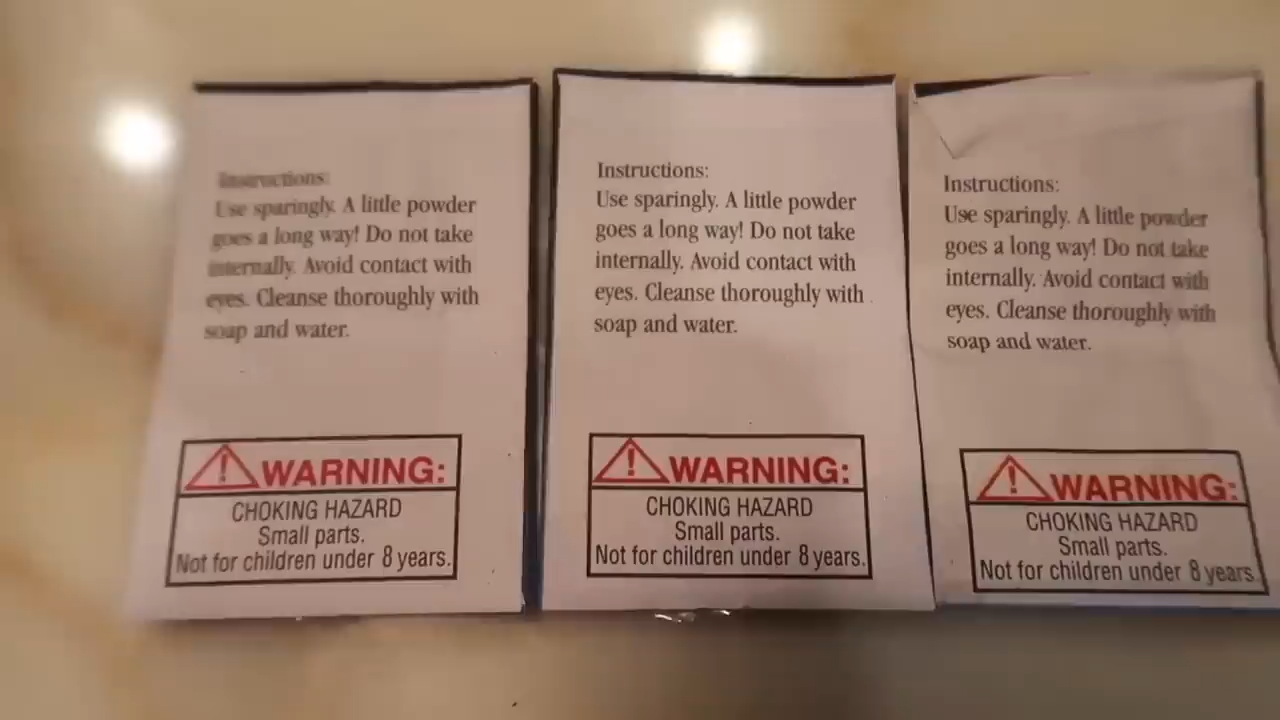 Instructions:
Use sparingly. A little powder
goes a long way! Do not take
internally. Avoid contact with
eyes. Cleanse thoroughly with
soap and water.
WARNING:
CHOKING HAZARD
Small parts.
Not for children under 8 years.
Instructions:
Use sparingly. A little powder
goes a long way! Do not take
internally. Avoid contact with
eyes. Cleanse thoroughly with
soap and water.
WARNING:
CHOKING HAZARD
Small parts.
Not for children under 8 years.
Instructions:
Use sparingly. A little powder
goes a long way! Do not take
internally. Avoid contact with
eyes. Cleanse thoroughly with
soap and water.
WARNING:
CHOKING HAZARD
Small parts.
Not for children under 8 years.